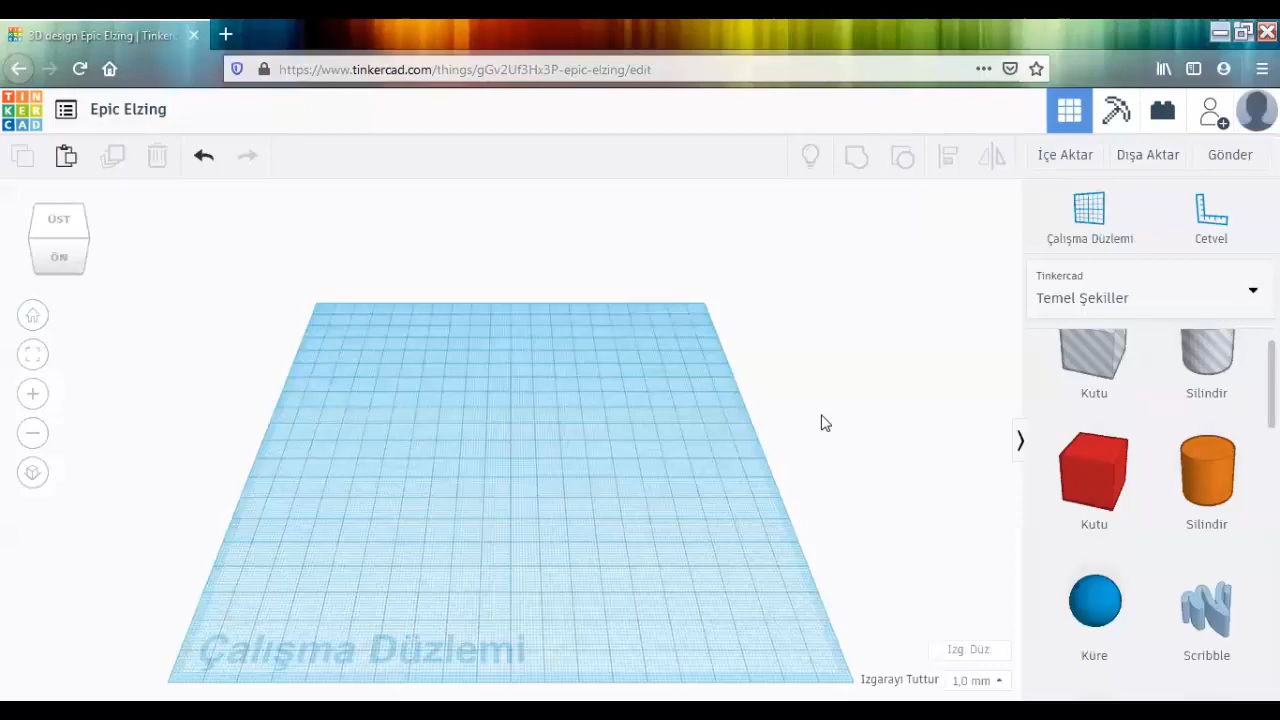 3D design Epic Elzing | Tinkerc
https://www.tinkercad.com/things/gGv2Uf3Hx3P-epic-elzing/edit
TIN
KER
CAD
Epic Elzing
İçe Aktar
Dışa Aktar
Gönder
ÜST
ÖN
Çalışma Düzlemi
Cetvel
Tinkercad
Temel Şekiller
Kutu
Silindir
Kutu
Silindir
Küre
Scribble
Çalışma Düzlemi
Izg. Düz.
Izgarayı Tuttur
1,0 mm